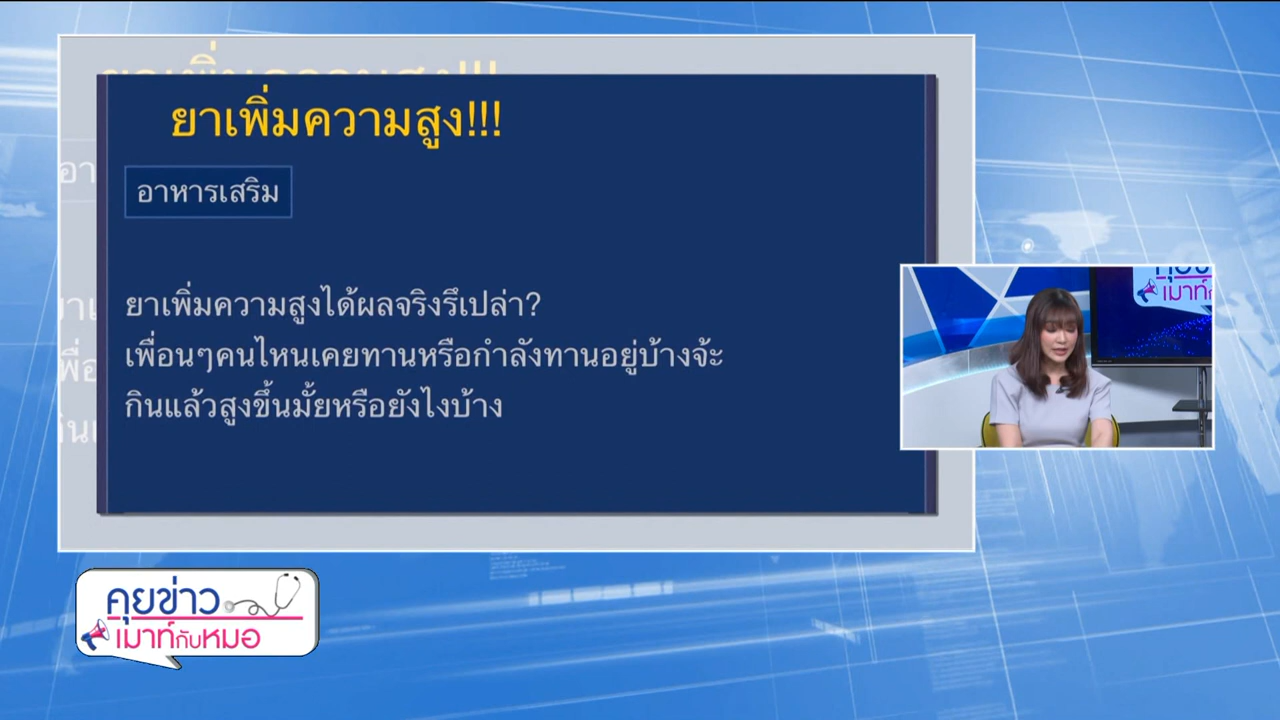 ยาเพิ่มความสูง!!!
อาหารเสริม
ยาเพิ่มความสูงได้ผลจริงรึเปล่า?
เพื่อนๆคนไหนเคยทานหรือกำลังทานอยู่บ้างจ้ะ
กินแล้วสูงขึ้นมั้ยหรือยังไงบ้าง
คุยข่าว
เมาท์กับหมอ